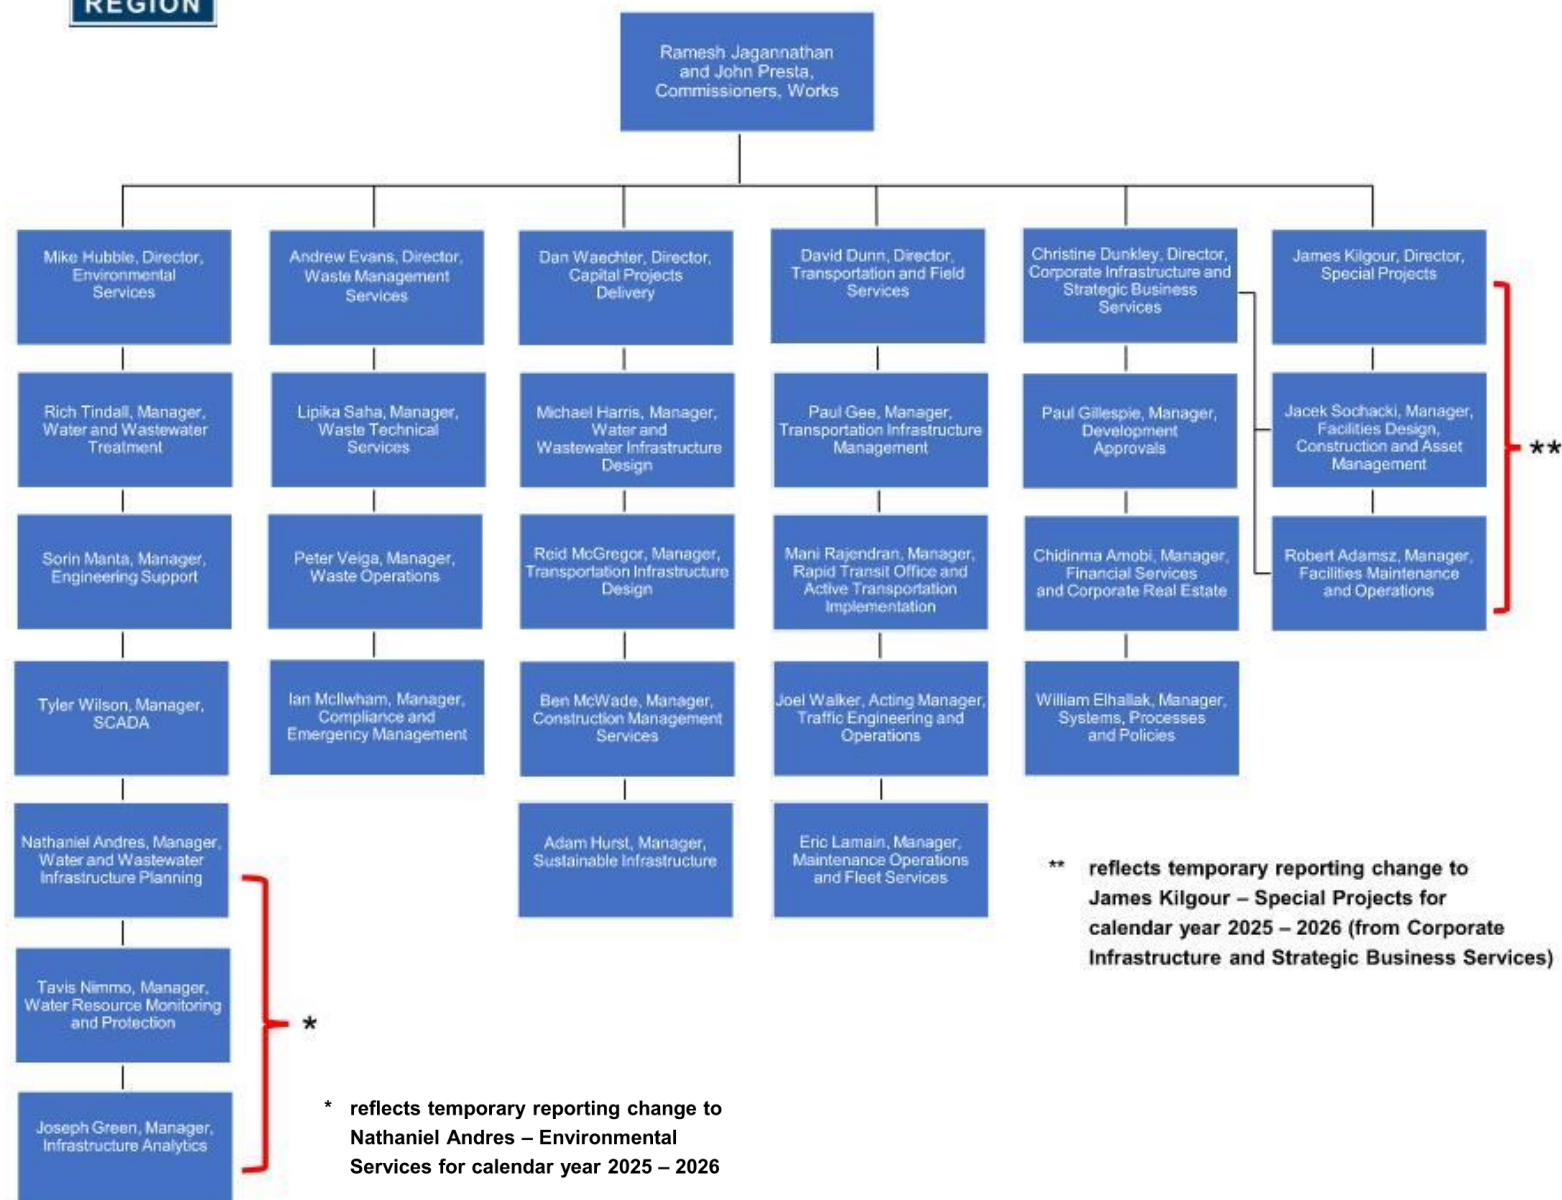 REGION
Ramesh Jagannathan
and John Presta,
Commissioners, Works
Mike Hubble, Director,
Environmental
Services
Andrew Evans, Director,
Waste Management
Services
Dan Waechter, Director,
Capital Projects
Delivery
David Dunn, Director,
Transportation and Field
Services
Christine Dunkley, Director,
Corporate Infrastructure and
Strategic Business
Services
James Kilgour, Director,
Special Projects
Rich Tindall, Manager,
Water and Wastewater
Treatment
Lipika Saha, Manager,
Waste Technical
Services
Michael Harris, Manager,
Water and
Wastewater Infrastructure
Design
Paul Gee, Manager,
Transportation Infrastructure
Management
Paul Gillespie, Manager,
Development
Approvals
Jacek Sochacki, Manager,
Facilities Design,
Construction and Asset
Management
**
Sorin Manta, Manager,
Engineering Support
Peter Veiga, Manager,
Waste Operations
Reid McGregor, Manager,
Transportation Infrastructure
Design
Mani Rajendran, Manager,
Rapid Transit Office and
Active Transportation
Implementation
Chidinma Amobi, Manager,
Financial Services
and Corporate Real Estate
Robert Adamsz, Manager,
Facilities Maintenance
and Operations
Tyler Wilson, Manager,
SCADA
Ian McIlwham, Manager,
Compliance and
Emergency Management
Ben McWade, Manager,
Construction Management
Services
Joel Walker, Acting Manager,
Traffic Engineering and
Operations
William Elhallak, Manager,
Systems, Processes
and Policies
Nathaniel Andres, Manager,
Water and Wastewater
Infrastructure Planning
Adam Hurst, Manager,
Sustainable Infrastructure
Eric Lamain, Manager,
Maintenance Operations
and Fleet Services
** reflects temporary reporting change to
James Kilgour – Special Projects for
calendar year 2025 – 2026 (from Corporate
Infrastructure and Strategic Business Services)
Tavis Nimmo, Manager,
Water Resource Monitoring
and Protection
*
Joseph Green, Manager,
Infrastructure Analytics
* reflects temporary reporting change to
Nathaniel Andres – Environmental
Services for calendar year 2025 – 2026